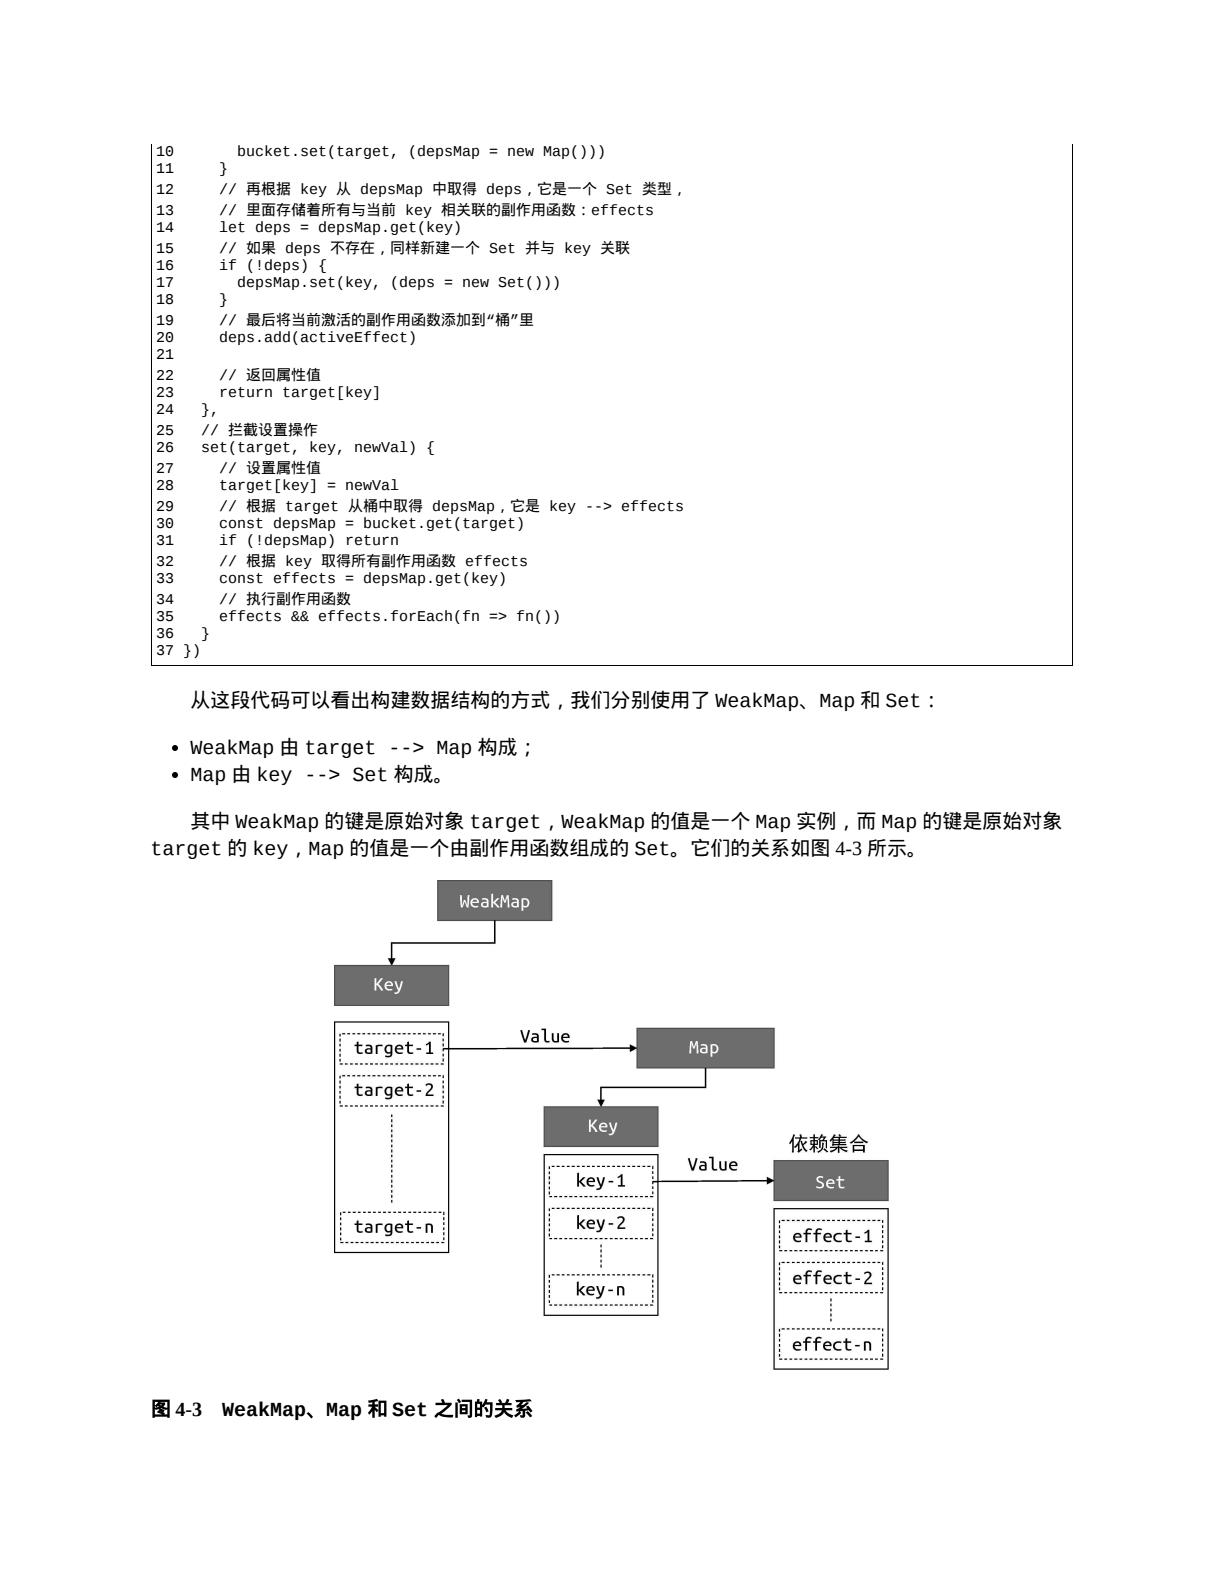 10       bucket.set(target, (depsMap = new Map()))
11     }
12     // 再根据 key 从 depsMap 中取得 deps，它是一个 Set 类型，
13     // 里面存储着所有与当前 key 相关联的副作用函数：effects
14     let deps = depsMap.get(key)
15     // 如果 deps 不存在，同样新建一个 Set 并与 key 关联
16     if (!deps) {
17       depsMap.set(key, (deps = new Set()))
18     }
19     // 最后将当前激活的副作用函数添加到“桶”里
20     deps.add(activeEffect)
21
22     // 返回属性值
23     return target[key]
24   },
25   // 拦截设置操作
26   set(target, key, newVal) {
27     // 设置属性值
28     target[key] = newVal
29     // 根据 target 从桶中取得 depsMap，它是 key --> effects
30     const depsMap = bucket.get(target)
31     if (!depsMap) return
32     // 根据 key 取得所有副作用函数 effects
33     const effects = depsMap.get(key)
34     // 执行副作用函数
35     effects && effects.forEach(fn => fn())
36   }
37 })
从这段代码可以看出构建数据结构的方式，我们分别使用了 WeakMap、Map 和 Set：
• WeakMap 由 target --> Map 构成；
• Map 由 key --> Set 构成。
其中 WeakMap 的键是原始对象 target，WeakMap 的值是一个 Map 实例，而 Map 的键是原始对象
target 的 key，Map 的值是一个由副作用函数组成的 Set。它们的关系如图 4-3 所示。
WeakMap
Key
target-1
target-2
target-n
Value
Map
Key
key-1
key-2
key-n
Value
依赖集合
Set
effect-1
effect-2
effect-n
图 4-3　WeakMap、Map 和 Set 之间的关系